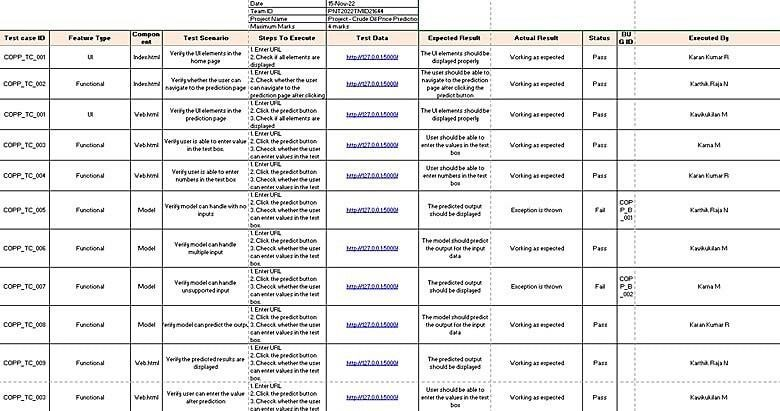 Date 15-Nov-22
Team ID PNT2022TMID21644
Project Name Project - Crude Oil Price Predictio
Maximum Marks 4 marks
Test case ID Feature Type Compon ent Test Scenario Steps To Execute Test Data Expected Result Actual Result Status BU G ID Executed By
COPP_TC_001 UI Index.html Verify the UI elements in the home page 1. Enter URL 2. Check if all elements are displayed http://127.0.0.1:5000/ The UI elements should be displayed properly Working as expected Pass Karan Kumar R
COPP_TC_002 Functional Index.html Verify whether the user can navigate to the prediction page 1. Enter URL 2. Check whether the user can navigate to the prediction page after clicking http://127.0.0.1:5000/ The user should be able to navigate to the prediction page after clicking the predict button Working as expected Pass Karthik Raja N
COPP_TC_001 UI Web.html Verify the UI elements in the prediction page 1. Enter URL 2. Click the predict button 3. Check if all elements are displayed http://127.0.0.1:5000/ The UI elements should be displayed properly Working as expected Pass Kavikukilan M
COPP_TC_003 Functional Web.html Verify user is able to enter value in the text box. 1. Enter URL 2. Click the predict button 3. Check whether the user can enter values in the text http://127.0.0.1:5000/ User should be able to enter the values in the text box Working as expected Pass Karna M
COPP_TC_004 Functional Web.html Verify user is able to enter numbers in the text box 1. Enter URL 2. Click the predict button 3. Check whether the user can enter values in the text http://127.0.0.1:5000/ User should be able to enter numbers in the text box Working as expected Pass Karan Kumar R
COPP_TC_005 Functional Model Verify model can handle with no inputs 1. Enter URL 2. Click the predict button 3. Check whether the user can enter values in the text box. http://127.0.0.1:5000/ The predicted output should be displayed Exception is thrown Fail COP P_B _001 Karthik Raja N
COPP_TC_006 Functional Model Verify model can handle multiple input 1. Enter URL 2. Click the predict button 3. Check whether the user can enter values in the text box. http://127.0.0.1:5000/ The model should predict the output for the input data Working as expected Pass Kavikukilan M
COPP_TC_007 Functional Model Verify model can handle unsupported input 1. Enter URL 2. Click the predict button 3. Check whether the user can enter values in the text box. http://127.0.0.1:5000/ The predicted output should be displayed Exception is thrown Fail COP P_B _002 Karna M
COPP_TC_008 Functional Model Verify model can predict the outpu 1. Enter URL 2. Click the predict button 3. Check whether the user can enter values in the text box. http://127.0.0.1:5000/ The model should predict the output for the input data Working as expected Pass Karan Kumar R
COPP_TC_009 Functional Web.html Verify the predicted results are displayed 1. Enter URL 2. Click the predict button 3. Check whether the user can enter values in the text box. http://127.0.0.1:5000/ The predicted output should be displayed Working as expected Pass Karthik Raja N
COPP_TC_003 Functional Web.html Verify user can enter the value after prediction 1. Enter URL 2. Click the predict button 3. Check whether the user can enter values in the text http://127.0.0.1:5000/ User should be able to enter the values in the text box Working as expected Pass Kavikukilan M